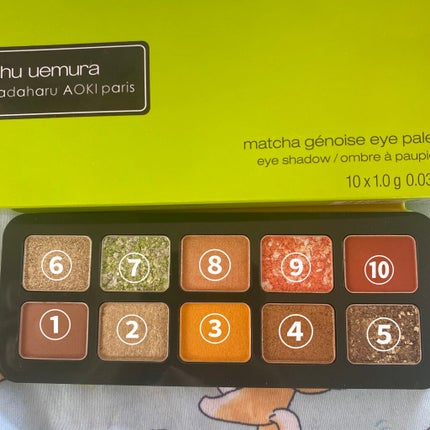 hu uemura
adaharu AOKI paris
matcha génoise eye pale
eye shadow / ombre à paupiè
10 x 1.0 g 0.03
6 7 8 9 10
1 2 3 4 5